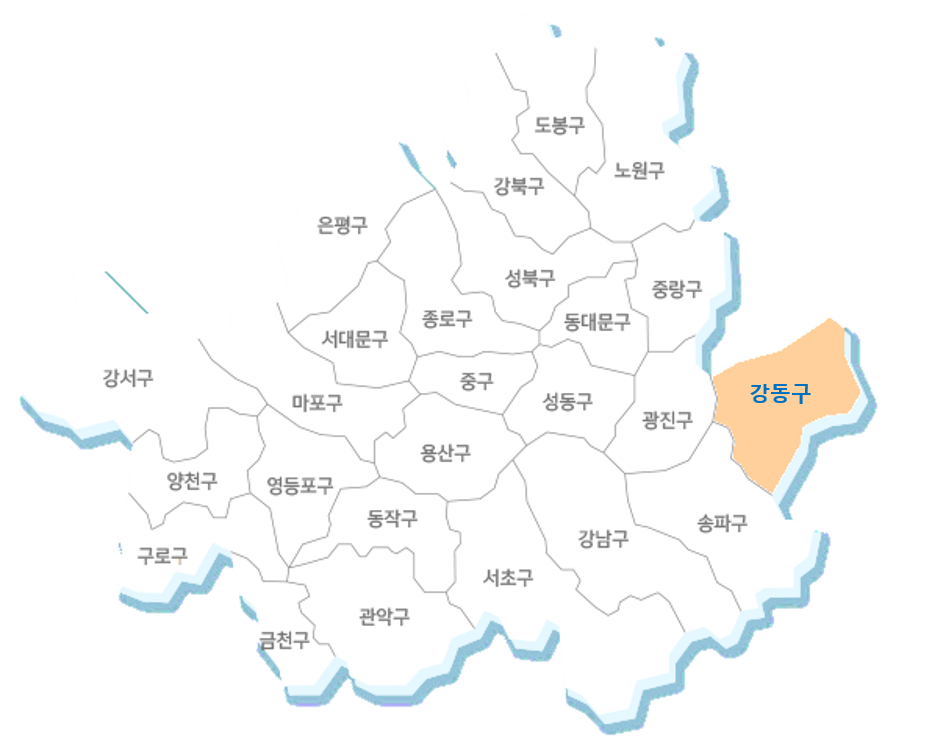 도봉구
노원구
강북구
은평구
성북구
중랑구
종로구
동대문구
서대문구
강서구
중구
강동구
마포구
성동구
광진구
용산구
양천구
영등포구
동작구
송파구
강남구
구로구
서초구
관악구
금천구